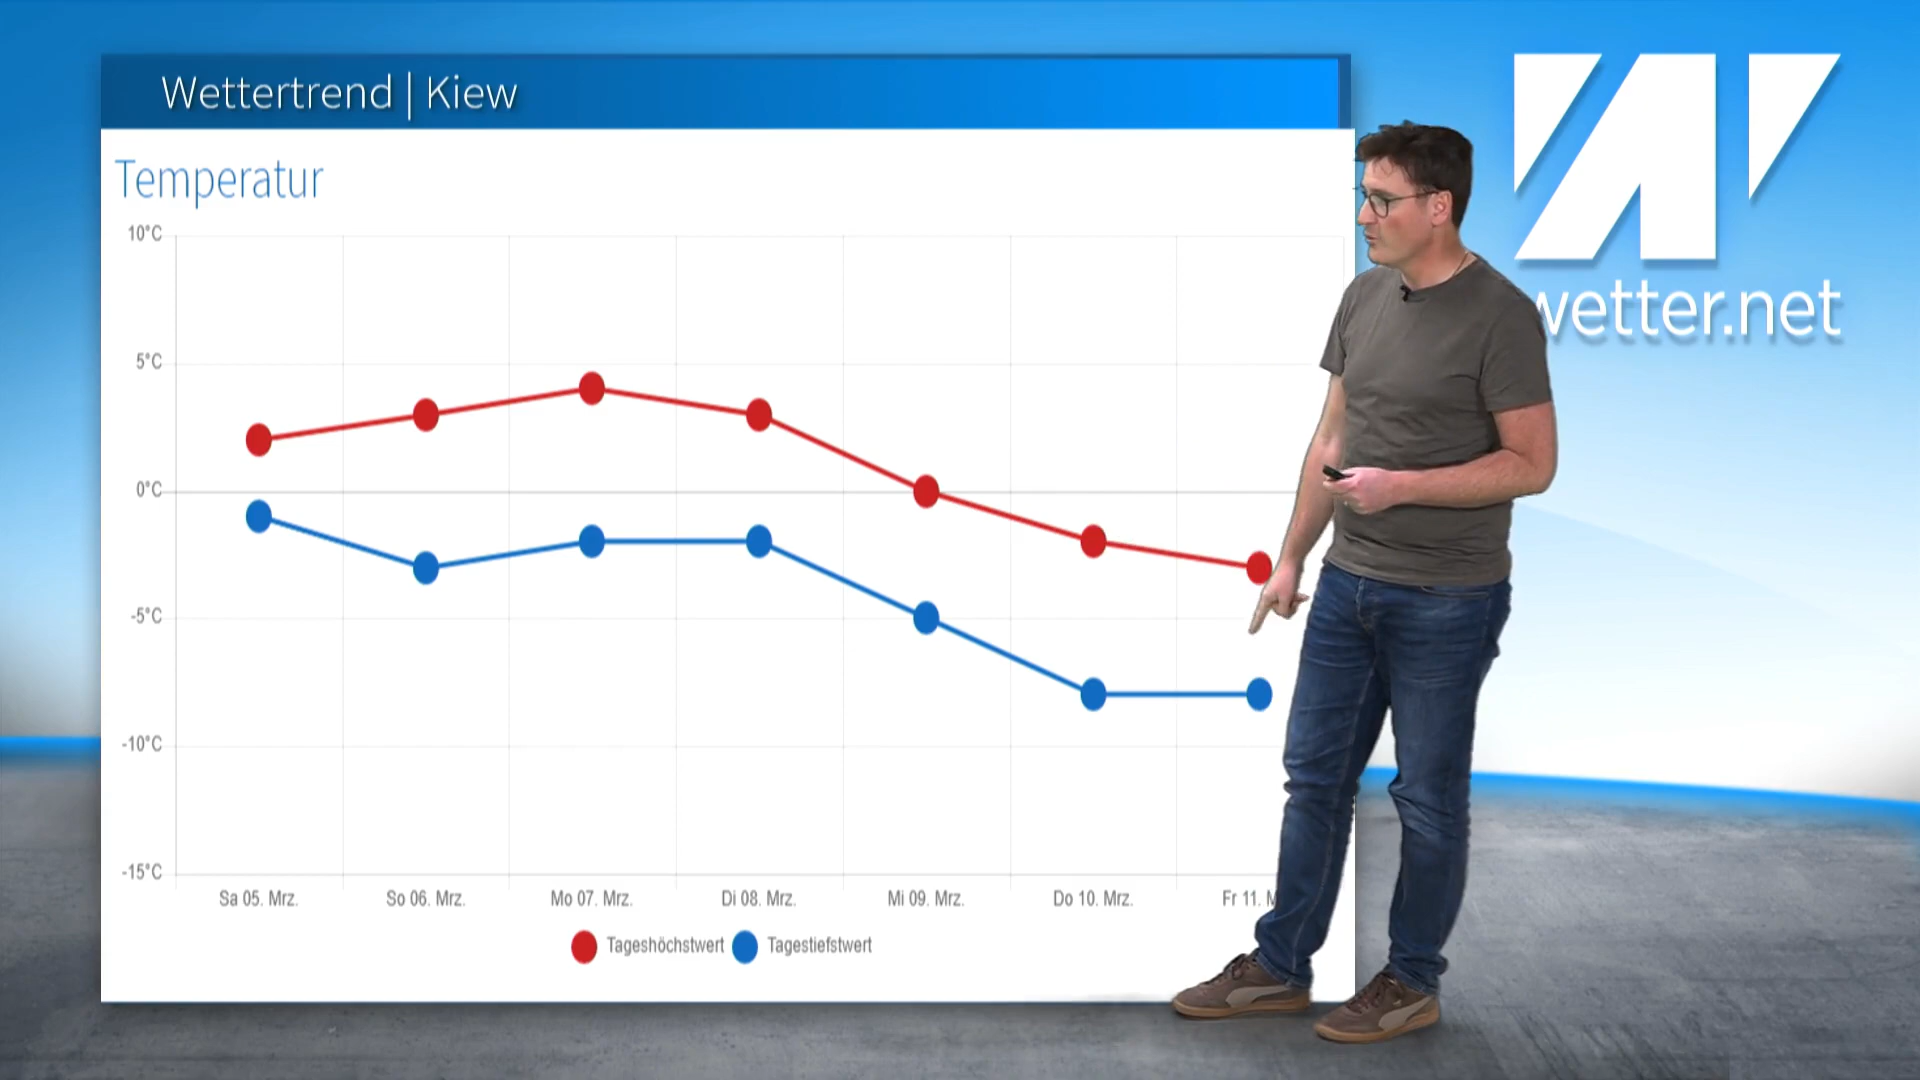 Wettertrend | Kiew
Temperatur
10°C
5°C
0°C
-5°C
-10°C
-15°C
Sa 05. Mrz. So 06. Mrz. Mo 07. Mrz. Di 08. Mrz. Mi 09. Mrz. Do 10. Mrz. Fr 11.
Tageshöchstwert Tagestiefstwert
wetter.net